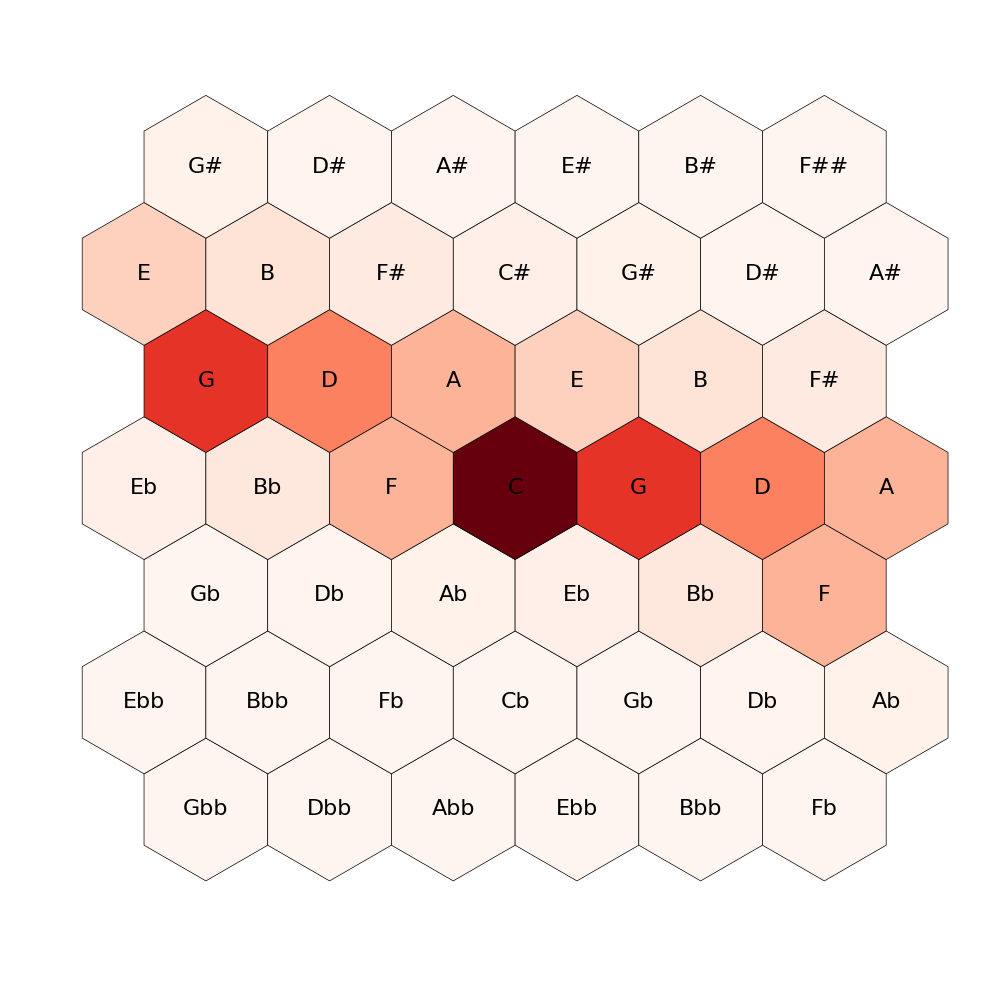 G# D# A# E# B# F##
E B F# C# G# D# A#
G D A E B F#
Eb Bb F C G D A
Gb Db Ab Eb Bb F
Ebb Bbb Fb Cb Gb Db Ab
Gbb Dbb Abb Ebb Bbb Fb